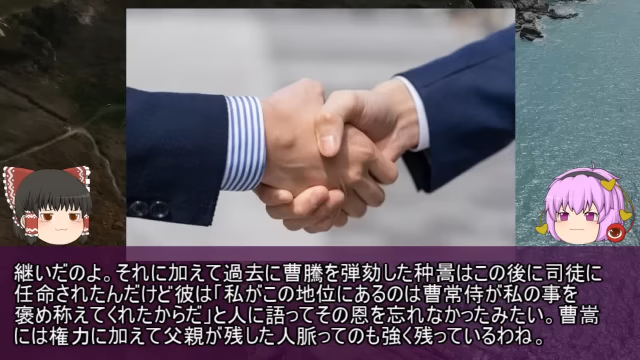 継いだのよ。それに加えて過去に曹騰を弾劾した种暠はこの後に司徒に
任命されたんだけど彼は「私がこの地位にあるのは曹常侍が私の事を
褒め称えてくれたからだ」と人に語ってその恩を忘れなかったみたい。曹嵩
には権力に加えて父親が残した人脈ってのも強く残っているわね。